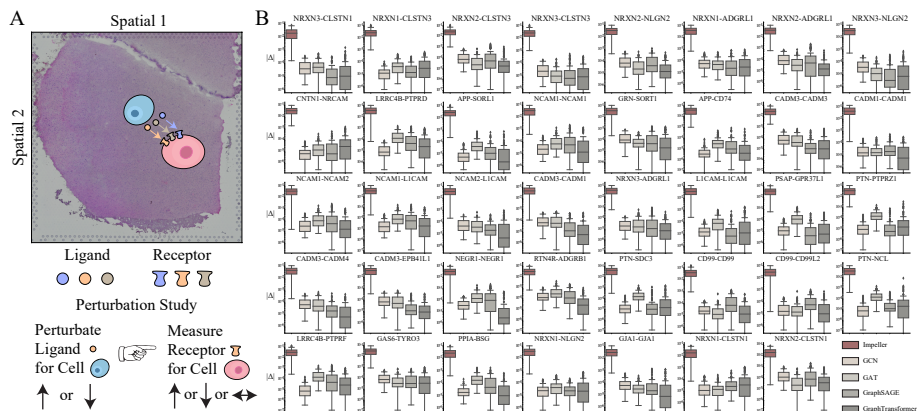 A
Spatial 1
Spatial 2
Ligand
Receptor
Perturbation Study
Perturbate
Ligand
for Cell
or
Measure
Receptor
for Cell
or
or
B
NRXN3-CLSTN1
NRXN1-CLSTN3
NRXN2-CLSTN3
NRXN3-CLSTN3
NRXN2-NLGN2
NRXN1-ADGRL1
NRXN2-ADGRL1
NRXN3-NLGN2
|Δ|
CNTN1-NRCAM
LRRC4B-PTPRD
APP-SORL1
NCAM1-NCAM1
GRN-SORT1
APP-CD74
CADM3-CADM3
CADM1-CADM1
|Δ|
NCAM1-NCAM2
NCAM1-L1CAM
NCAM2-L1CAM
CADM3-CADM1
NRXN3-ADGRL1
L1CAM-L1CAM
PSAP-GPR37L1
PTN-PTPRZ1
|Δ|
CADM3-CADM4
CADM3-EPB41L1
NEGR1-NEGR1
RTN4R-ADGRB1
PTN-SDC3
CD99-CD99
CD99-CD99L2
PTN-NCL
|Δ|
LRRC4B-PTPRF
GAS6-TYRO3
PPIA-BSG
NRXN1-NLGN2
GJA1-GJA1
NRXN1-CLSTN1
NRXN2-CLSTN1
|Δ|
Impeller
GCN
GAT
GraphSAGE
GraphTransformer